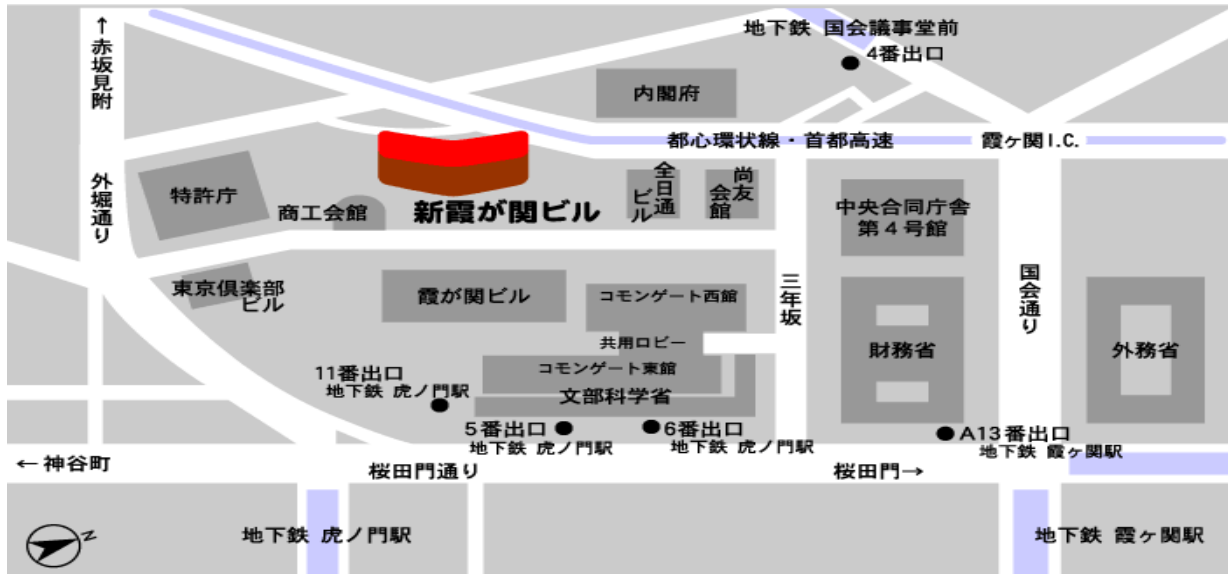 地下鉄 国会議事堂前
4番出口
↑赤坂見附
内閣府
都心環状線・首都高速
霞ヶ関I.C.
外堀通り
特許庁
商工会館
新霞が関ビル
全日通
ビル
尚友
会館
中央合同庁舎
第4号館
東京倶楽部
ビル
霞が関ビル
コモンゲート西館
三年坂
国会通り
共用ロビー
財務省
外務省
コモンゲート東館
11番出口
地下鉄 虎ノ門駅
文部科学省
5番出口
地下鉄 虎ノ門駅
6番出口
地下鉄 虎ノ門駅
A13番出口
地下鉄 霞ヶ関駅
←神谷町
桜田門通り
桜田門→
地下鉄 虎ノ門駅
地下鉄 霞ヶ関駅
N